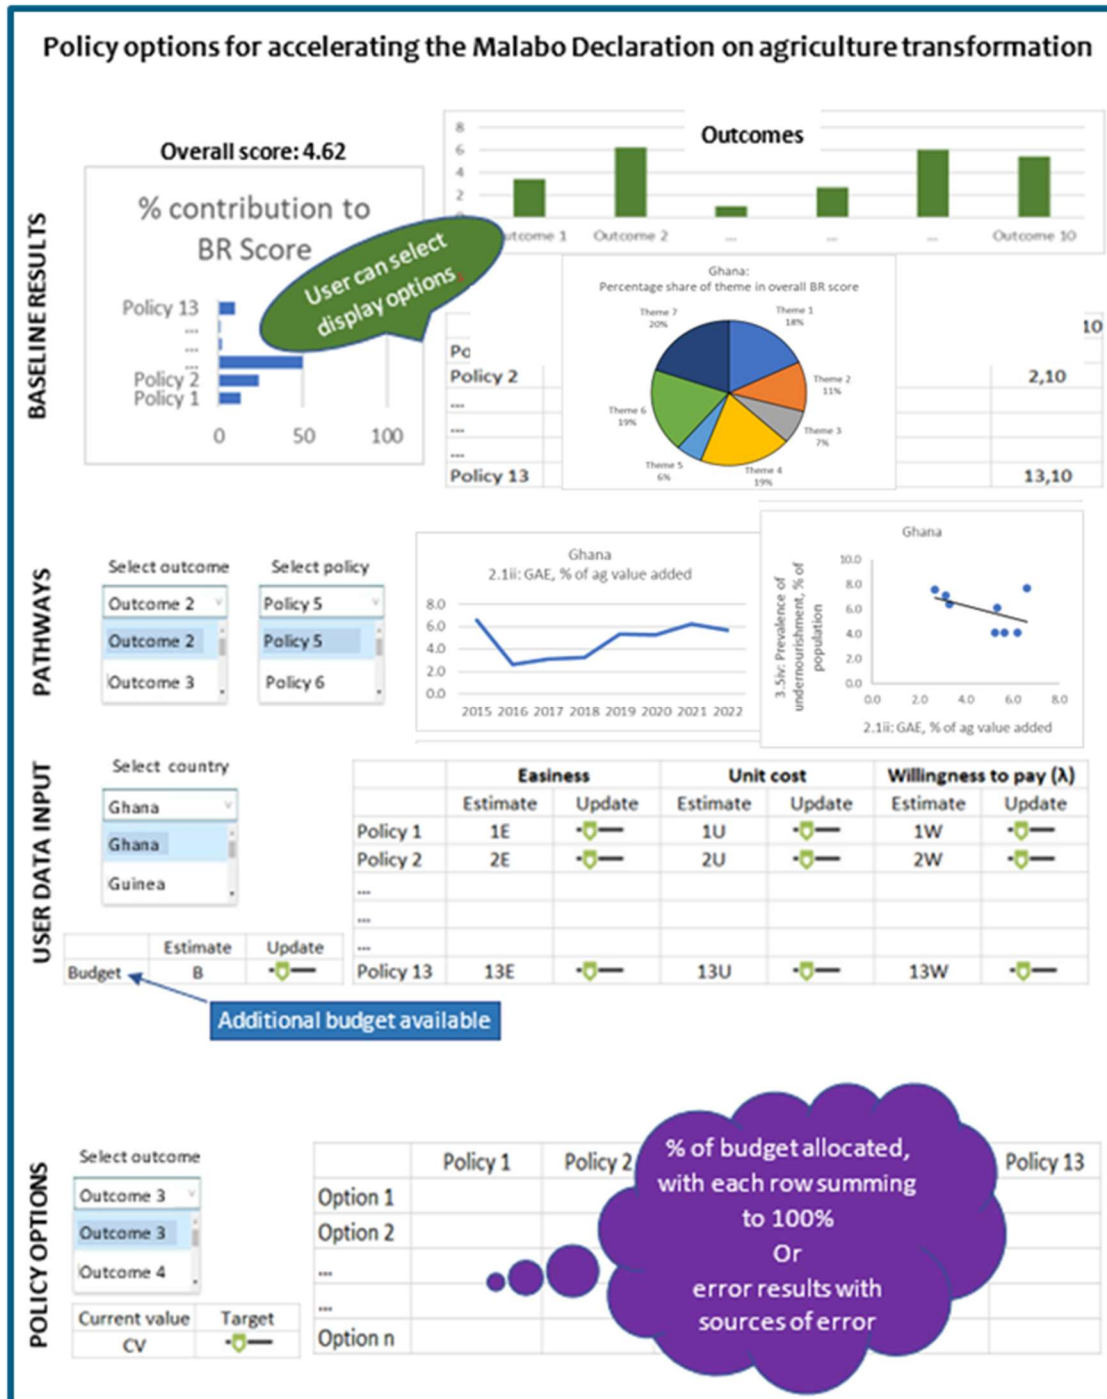 Policy options for accelerating the Malabo Declaration on agriculture transformation
BASELINE RESULTS
Overall score: 4.62
% contribution to
BR Score
Policy 13
...
...
...
Policy 2
Policy 1
0 50 100
User can select
display options
Outcomes
8
6
4
2
utcome 1 Outcome 2 ... ... ... Outcome 10
10
Po
Policy 2 2,10
...
...
...
Policy 13 13,10
Ghana:
Percentage share of theme in overall BR score
Theme 1
18%
Theme 2
11%
Theme 3
7%
Theme 4
19%
Theme 5
6%
Theme 6
19%
Theme 7
20%
PATHWAYS
Select outcome
Outcome 2
Outcome 2
Outcome 3
Select policy
Policy 5
Policy 5
Policy 6
Ghana
2.1ii: GAE, % of ag value added
8.0
6.0
4.0
2.0
0.0
2015 2016 2017 2018 2019 2020 2021 2022
Ghana
3.5iv: Prevalence of
undernourishment, % of
population
10.0
8.0
6.0
4.0
2.0
0.0
0.0 2.0 4.0 6.0 8.0
2.1ii: GAE, % of ag value added
USER DATA INPUT
Select country
Ghana
Ghana
Guinea
Estimate Update
Budget B
Additional budget available
Easiness Unit cost Willingness to pay (λ)
Estimate Update Estimate Update Estimate Update
Policy 1 1E 1U 1W
Policy 2 2E 2U 2W
...
...
...
Policy 13 13E 13U 13W
POLICY OPTIONS
Select outcome
Outcome 3
Outcome 3
Outcome 4
Current value Target
CV
Policy 1 Policy 2 Policy 13
Option 1
Option 2
...
...
Option n
% of budget allocated,
with each row summing
to 100%
Or
error results with
sources of error